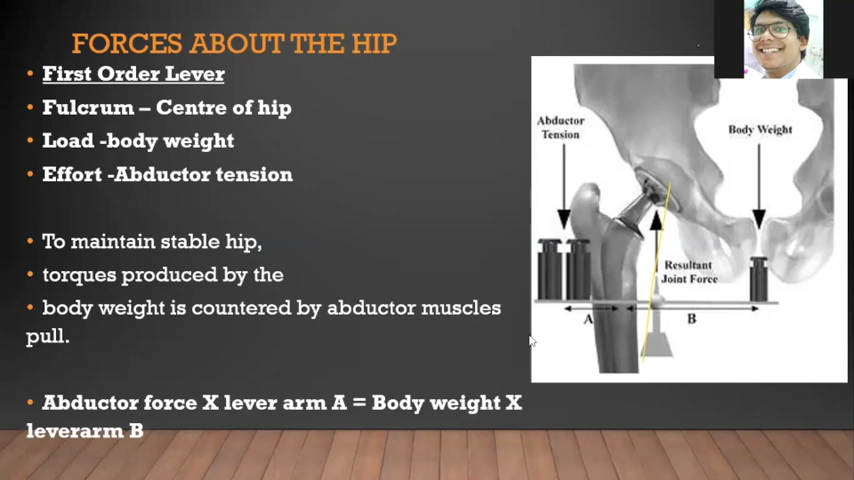 FORCES ABOUT THE HIP
• First Order Lever
• Fulcrum – Centre of hip
• Load -body weight
• Effort -Abductor tension
• To maintain stable hip,
• torques produced by the
• body weight is countered by abductor muscles
pull.
• Abductor force X lever arm A = Body weight X
leverarm B
Abductor
Tension
Body Weight
Resultant
Joint Force
A
B